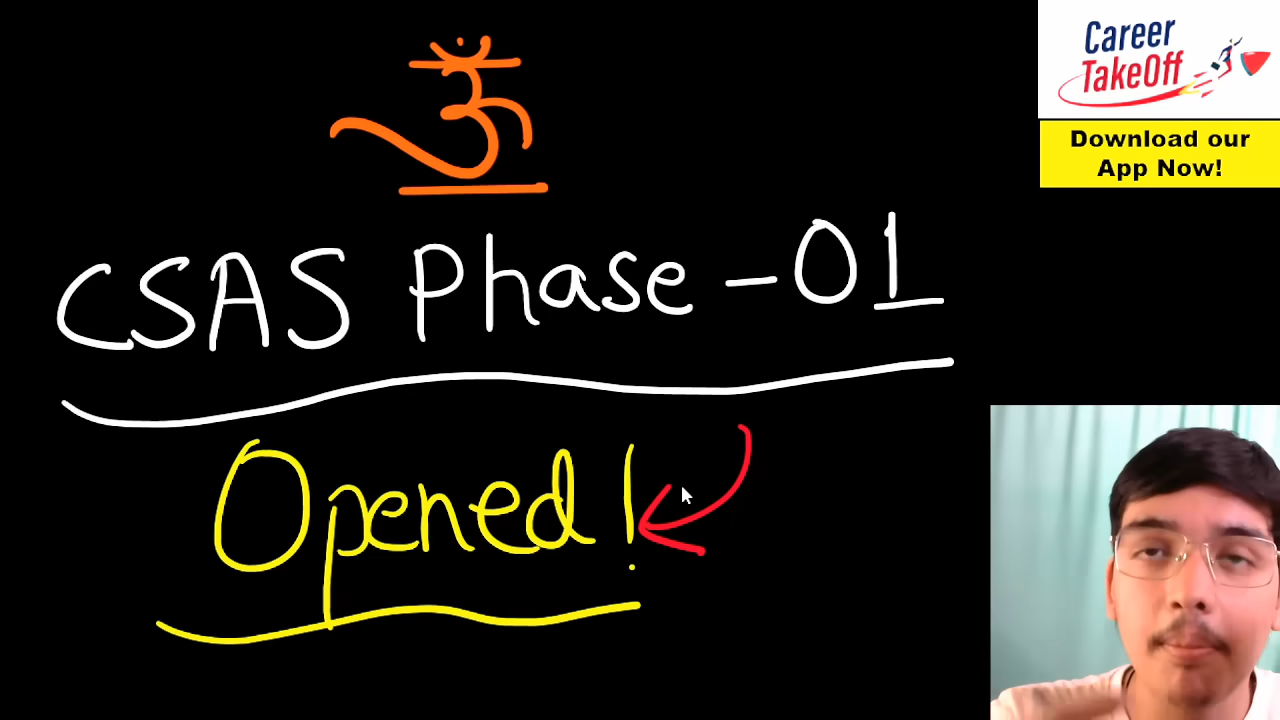 ॐ
CSAS Phase - 01
Opened!
Career
TakeOff
Download our
App Now!